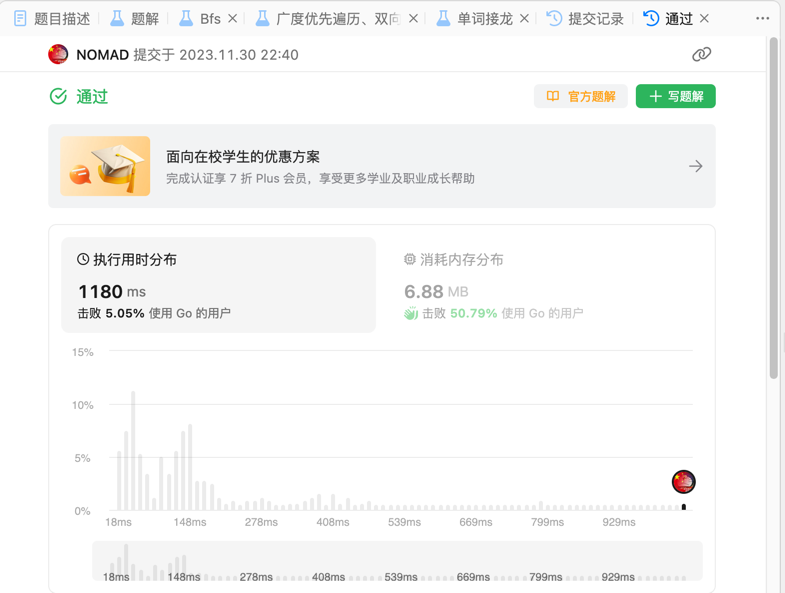 题目描述 题解 Bfs 广度优先遍历、双向 单词接龙 提交记录 通过
NOMAD 提交于 2023.11.30 22:40
通过
官方题解 写题解
面向在校学生的优惠方案
完成认证享 7 折 Plus 会员，享受更多学业及职业成长帮助
执行用时分布
1180 ms
击败 5.05% 使用 Go 的用户
消耗内存分布
6.88 MB
击败 50.79% 使用 Go 的用户
15%
10%
5%
0%
18ms 148ms 278ms 408ms 539ms 669ms 799ms 929ms
18ms 148ms 278ms 408ms 539ms 669ms 799ms 929ms